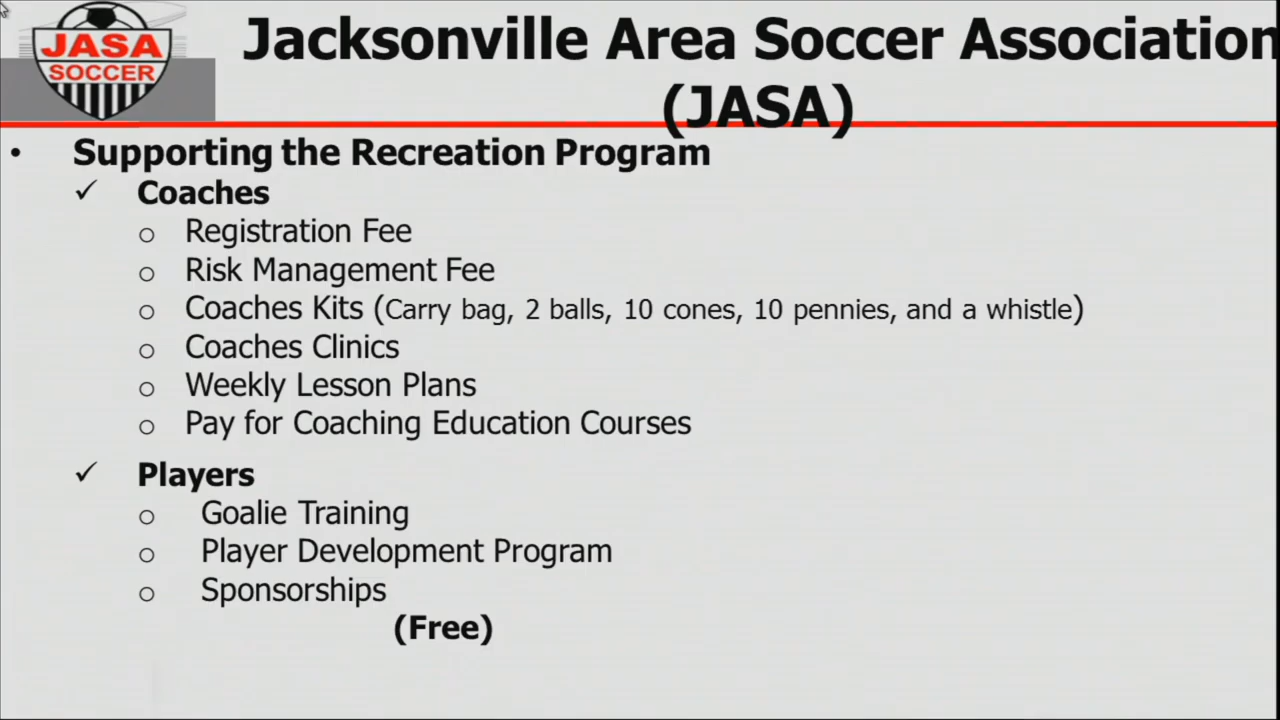 JASA
SOCCER
Jacksonville Area Soccer Association
(JASA)
• Supporting the Recreation Program
✓ Coaches
o Registration Fee
o Risk Management Fee
o Coaches Kits (Carry bag, 2 balls, 10 cones, 10 pennies, and a whistle)
o Coaches Clinics
o Weekly Lesson Plans
o Pay for Coaching Education Courses
✓ Players
o Goalie Training
o Player Development Program
o Sponsorships
(Free)